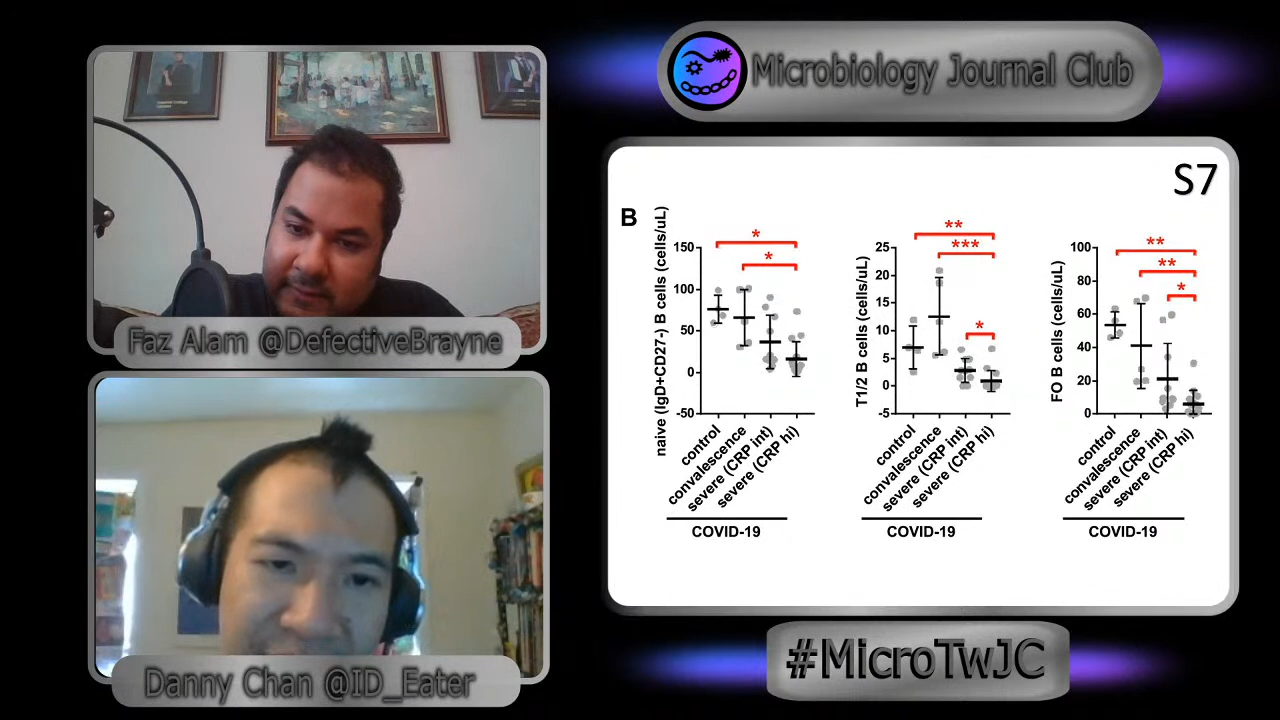 Microbiology Journal Club
Faz Alam @DefectiveBrayne
Danny Chan @ID_Eater
S7
B
naive (IgD+CD27-) B cells (cells/uL)
150
100
50
0
-50
*
*
control
convalescence
severe (CRP int)
severe (CRP hi)
COVID-19
T1/2 B cells (cells/uL)
25
20
15
10
5
0
-5
**
***
*
control
convalescence
severe (CRP int)
severe (CRP hi)
COVID-19
FO B cells (cells/uL)
100
80
60
40
20
0
**
**
*
control
convalescence
severe (CRP int)
severe (CRP hi)
COVID-19
#MicroTwJC